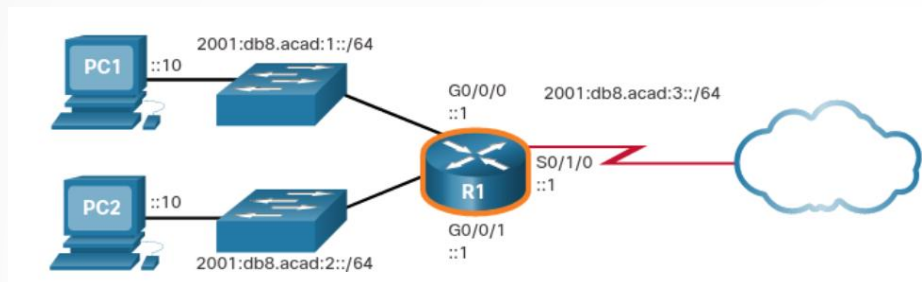 2001:db8.acad:1::/64
PC1
::10
G0/0/0
::1
2001:db8.acad:3::/64
S0/1/0
::1
R1
PC2
::10
G0/0/1
::1
2001:db8.acad:2::/64